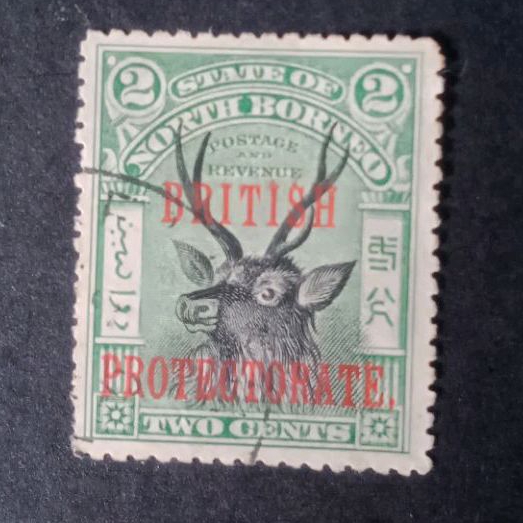 2 2
STATE OF
NORTH BORNEO
POSTAGE
AND
REVENUE
BRITISH
PROTECTORATE.
TWO CENTS